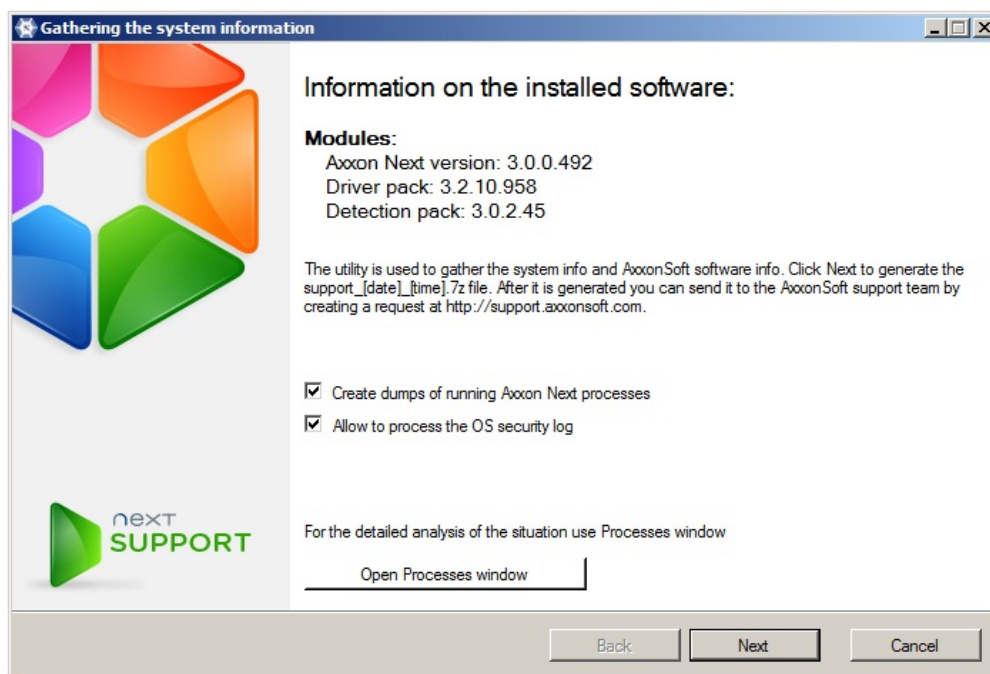 Gathering the system information
Information on the installed software:
Modules:
Axxon Next version: 3.0.0.492
Driver pack: 3.2.10.958
Detection pack: 3.0.2.45
The utility is used to gather the system info and AxxonSoft software info. Click Next to generate the
support_[date]_[time].7z file. After it is generated you can send it to the AxxonSoft support team by
creating a request at http://support.axxonsoft.com.
Create dumps of running Axxon Next processes
Allow to process the OS security log
next
SUPPORT
For the detailed analysis of the situation use Processes window
Open Processes window
Back
Next
Cancel